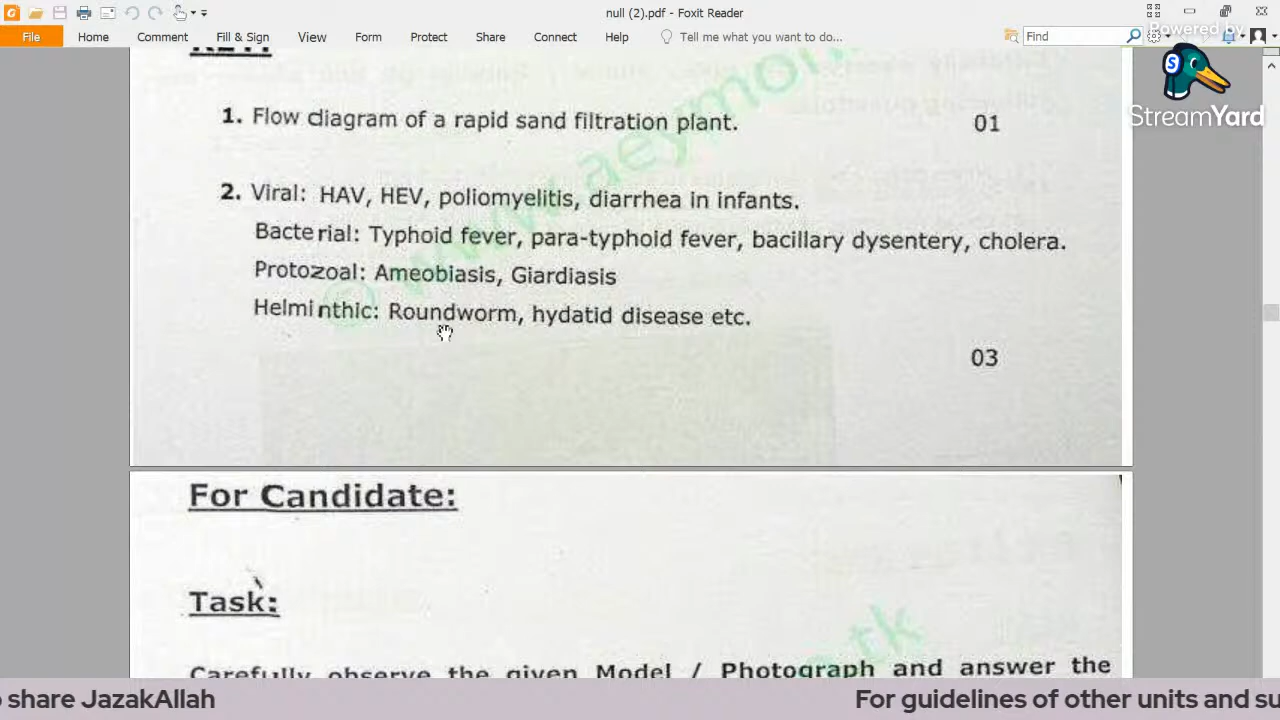 null (2).pdf - Foxit Reader
File Home Comment Fill & Sign View Form Protect Share Connect Help Tell me what you want to do... Find
Powered by
StreamYard
1. Flow diagram of a rapid sand filtration plant. 01
2. Viral: HAV, HEV, poliomyelitis, diarrhea in infants.
Bacterial: Typhoid fever, para-typhoid fever, bacillary dysentery, cholera.
Protozoal: Ameobiasis, Giardiasis
Helminthic: Roundworm, hydatid disease etc.
03
For Candidate:
Task:
Carefully observe the given Model / Photograph and answer the
share JazakAllah For guidelines of other units and